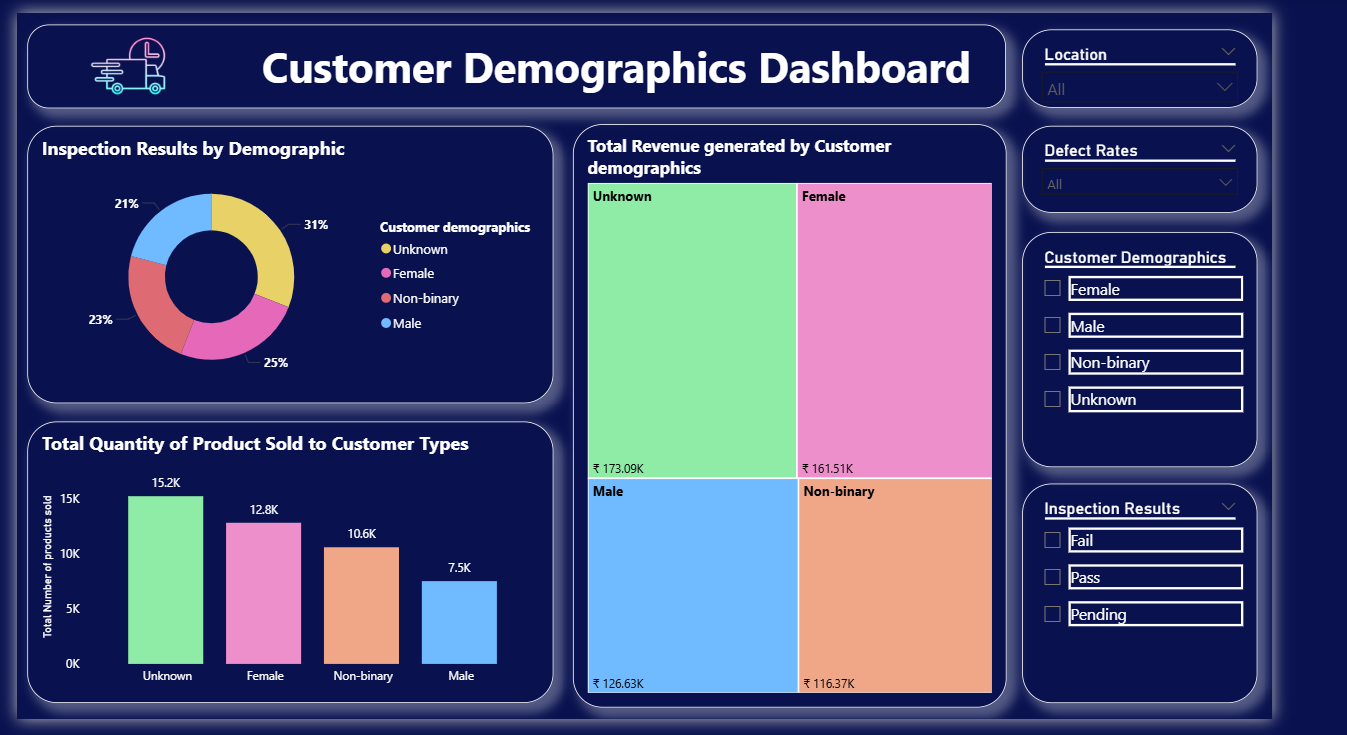 Customer Demographics Dashboard
Location
All
Defect Rates
All
Inspection Results by Demographic
21%
31%
23%
25%
Customer demographics
Unknown
Female
Non-binary
Male
Total Revenue generated by Customer
demographics
Unknown
Female
₹ 173.09K
₹ 161.51K
Male
Non-binary
₹ 126.63K
₹ 116.37K
Customer Demographics
Female
Male
Non-binary
Unknown
Total Quantity of Product Sold to Customer Types
Total Number of products sold
15K
10K
5K
0K
15.2K
12.8K
10.6K
7.5K
Unknown
Female
Non-binary
Male
Inspection Results
Fail
Pass
Pending